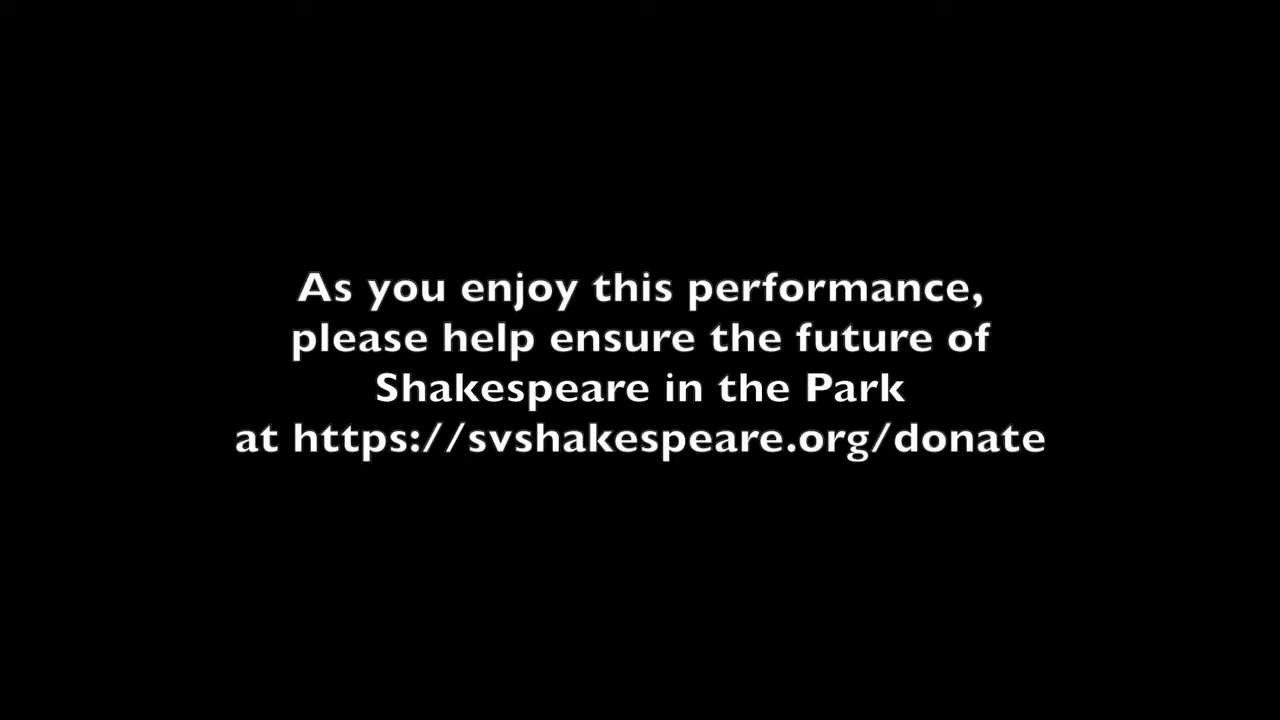 As you enjoy this performance,
please help ensure the future of
Shakespeare in the Park
at https://svshakespeare.org/donate